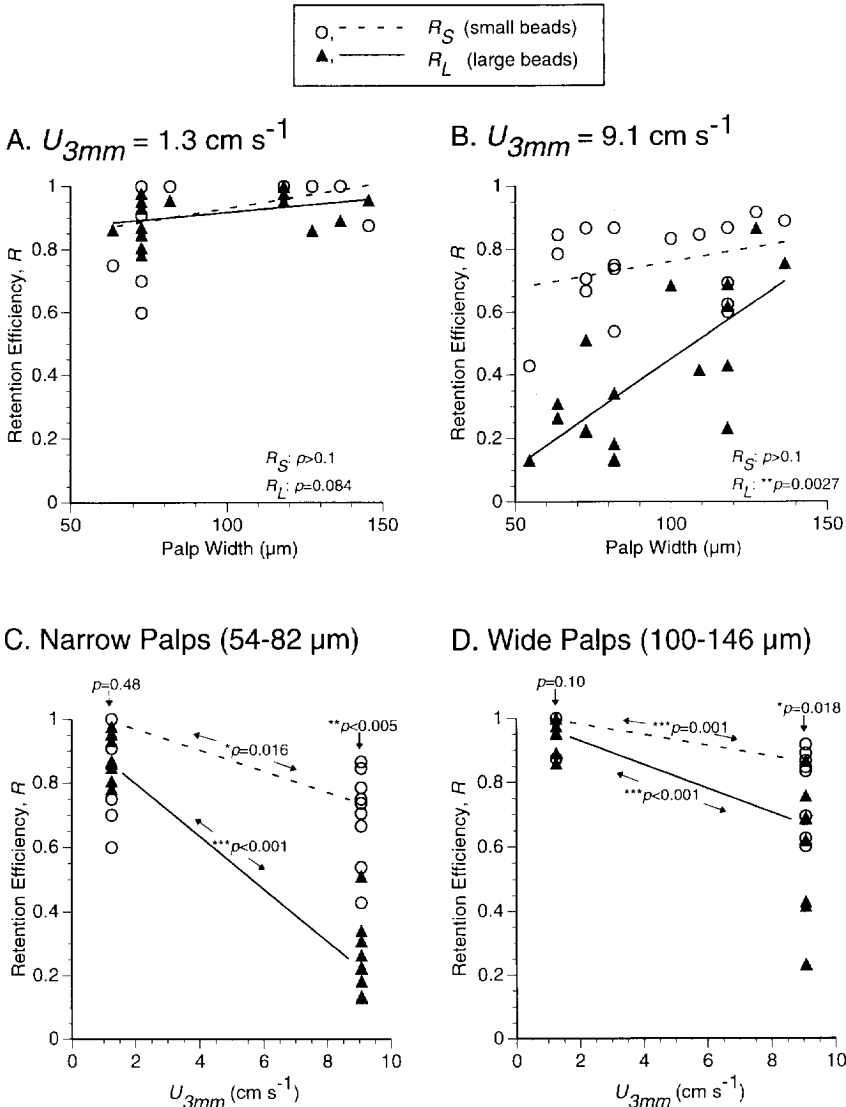 R_S (small beads)
R_L (large beads)
A. U_3mm = 1.3 cm s⁻¹
B. U_3mm = 9.1 cm s⁻¹
Retention Efficiency, R
1
0.8
0.6
0.4
0.2
0
R_S: p>0.1
R_L: p=0.084
50
100
150
Palp Width (µm)
Retention Efficiency, R
1
0.8
0.6
0.4
0.2
0
R_S: p>0.1
R_L: **p=0.0027
50
100
150
Palp Width (µm)
C. Narrow Palps (54-82 µm)
D. Wide Palps (100-146 µm)
p=0.48
**p<0.005
*p=0.016
***p<0.001
Retention Efficiency, R
1
0.8
0.6
0.4
0.2
0
0
2
4
6
8
10
U_3mm (cm s⁻¹)
p=0.10
*p=0.018
***p=0.001
***p<0.001
Retention Efficiency, R
1
0.8
0.6
0.4
0.2
0
0
2
4
6
8
10
U_3mm (cm s⁻¹)